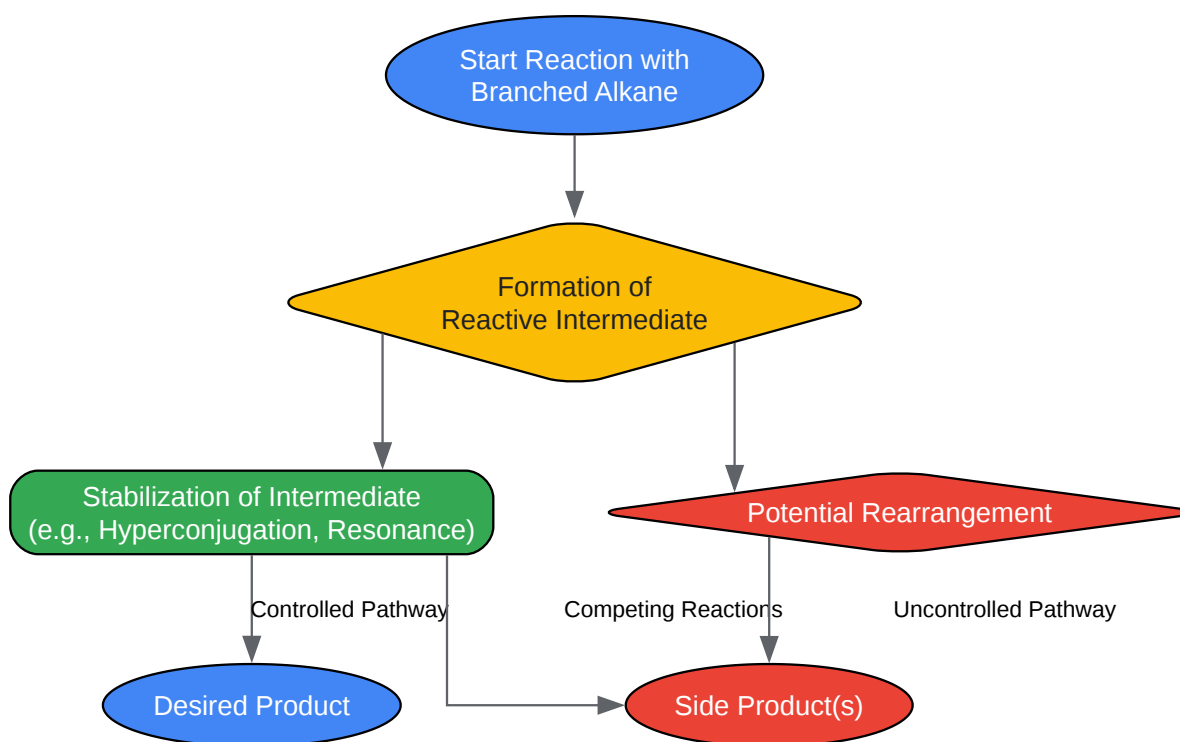 Start Reaction with
Branched Alkane
Formation of
Reactive Intermediate
Stabilization of Intermediate
(e.g., Hyperconjugation, Resonance)
Potential Rearrangement
Controlled Pathway
Competing Reactions
Uncontrolled Pathway
Desired Product
Side Product(s)